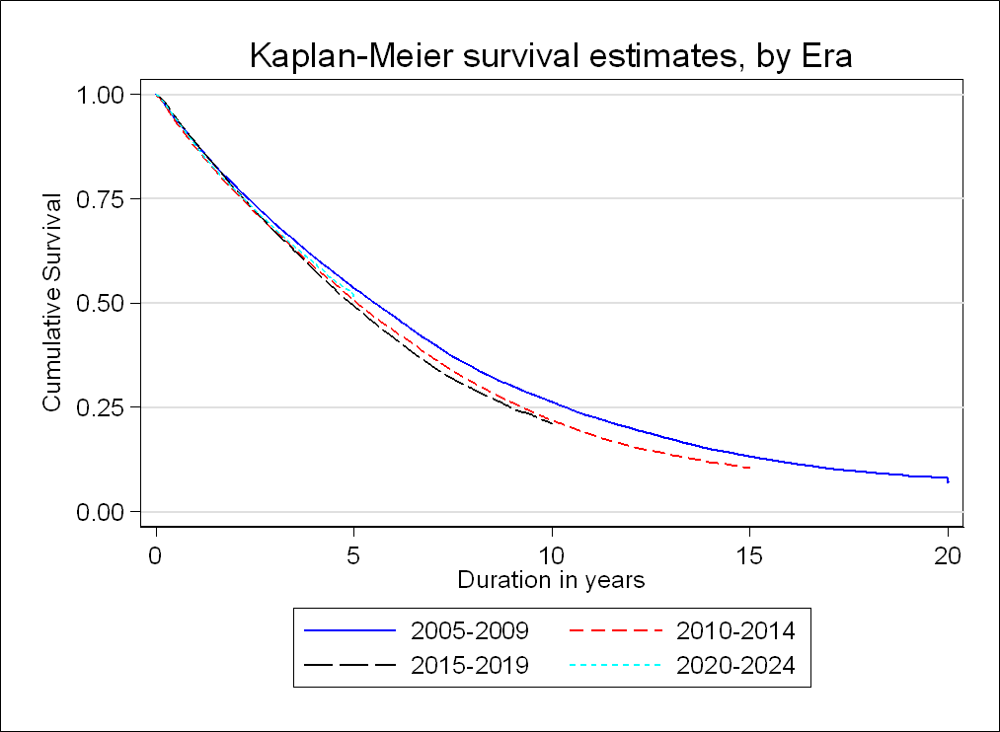 Kaplan-Meier survival estimates, by Era
Cumulative Survival
1.00
0.75
0.50
0.25
0.00
0 5 10 15 20
Duration in years
2005-2009 2010-2014
2015-2019 2020-2024